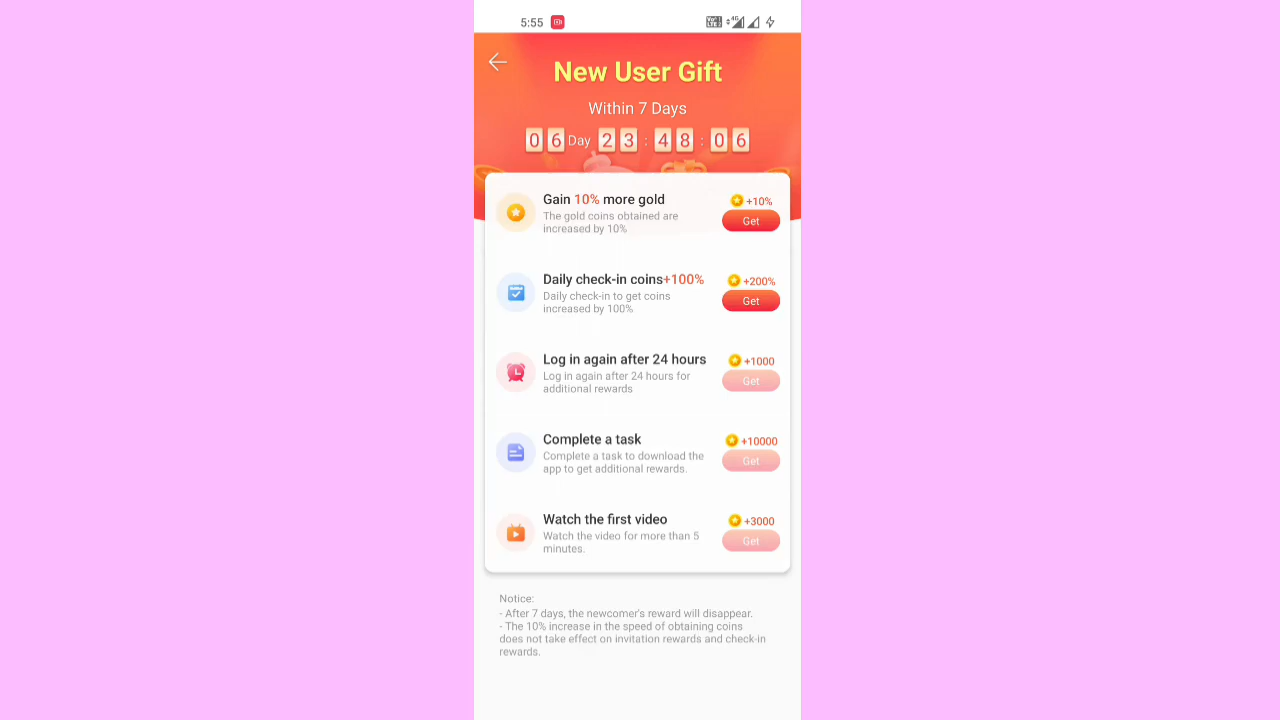 5:55
4G
New User Gift
Within 7 Days
06 Day 23 : 48 : 06
Gain 10% more gold
The gold coins obtained are
increased by 10%
+10%
Get
Daily check-in coins+100%
Daily check-in to get coins
increased by 100%
+200%
Get
Log in again after 24 hours
Log in again after 24 hours for
additional rewards
+1000
Get
Complete a task
Complete a task to download the
app to get additional rewards.
+10000
Get
Watch the first video
Watch the video for more than 5
minutes.
+3000
Get
Notice:
- After 7 days, the newcomer's reward will disappear.
- The 10% increase in the speed of obtaining coins
does not take effect on invitation rewards and check-in
rewards.